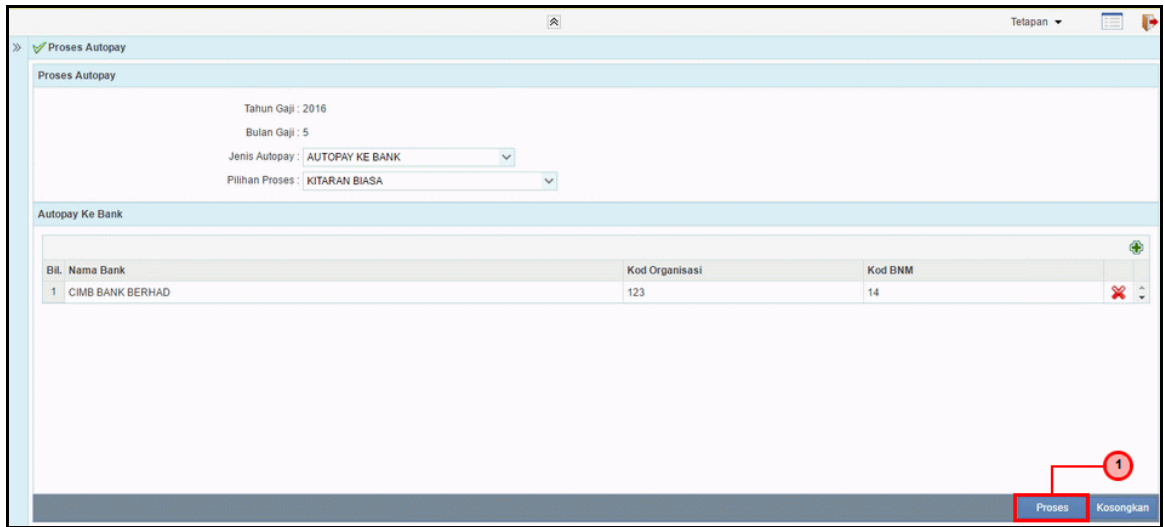 Tetapan
Proses Autopay
Proses Autopay
Tahun Gaji : 2016
Bulan Gaji : 5
Jenis Autopay : AUTOPAY KE BANK
Pilihan Proses : KITARAN BIASA
Autopay Ke Bank
Bil. Nama Bank Kod Organisasi Kod BNM
1 CIMB BANK BERHAD 123 14
1
Proses Kosongkan